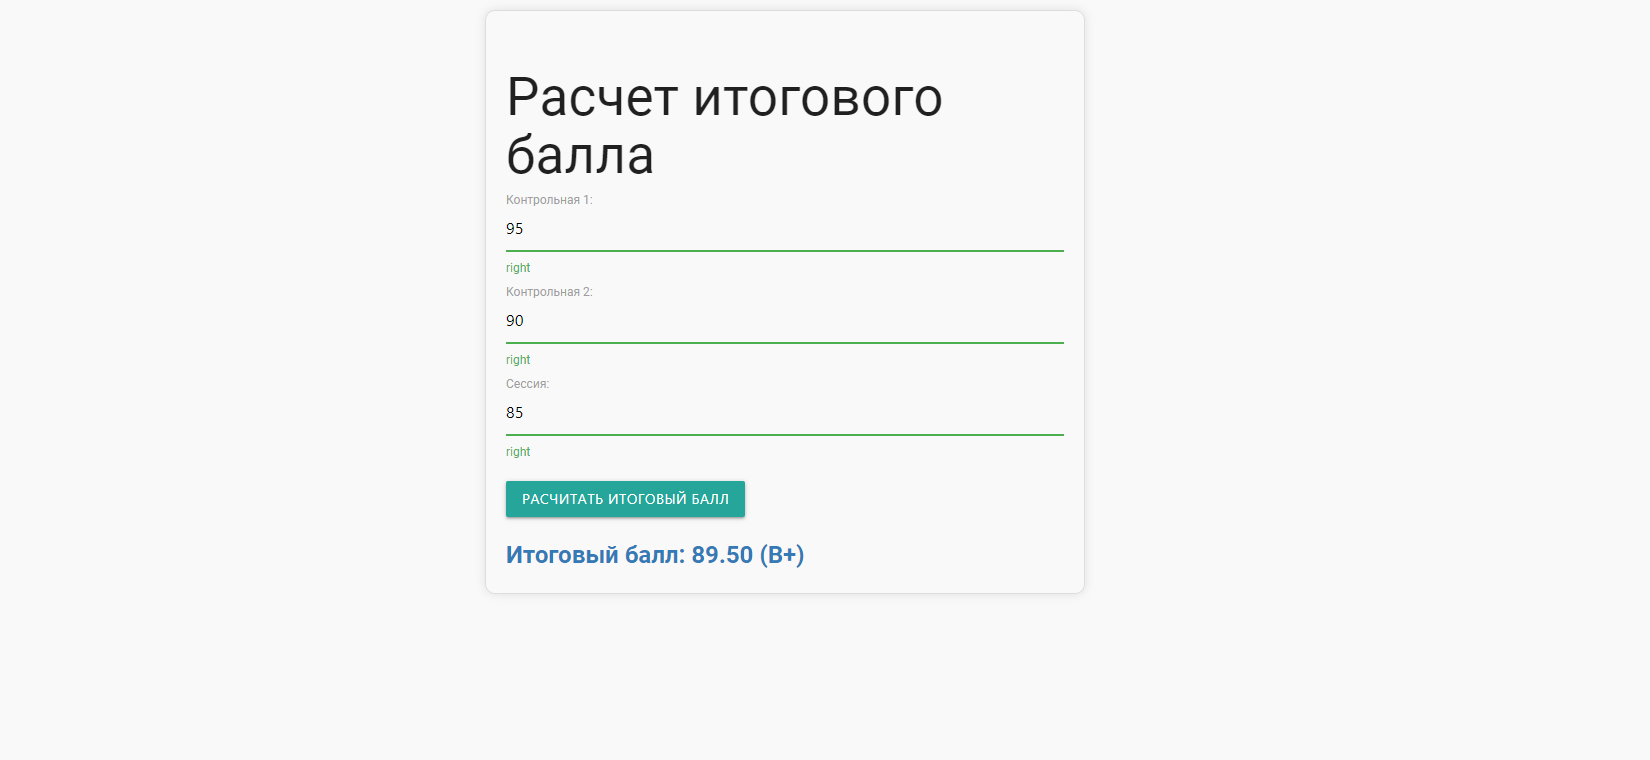 Расчет итогового
балла
Контрольная 1:
95
right
Контрольная 2:
90
right
Сессия:
85
right
РАСЧИТАТЬ ИТОГОВЫЙ БАЛЛ
Итоговый балл: 89.50 (B+)